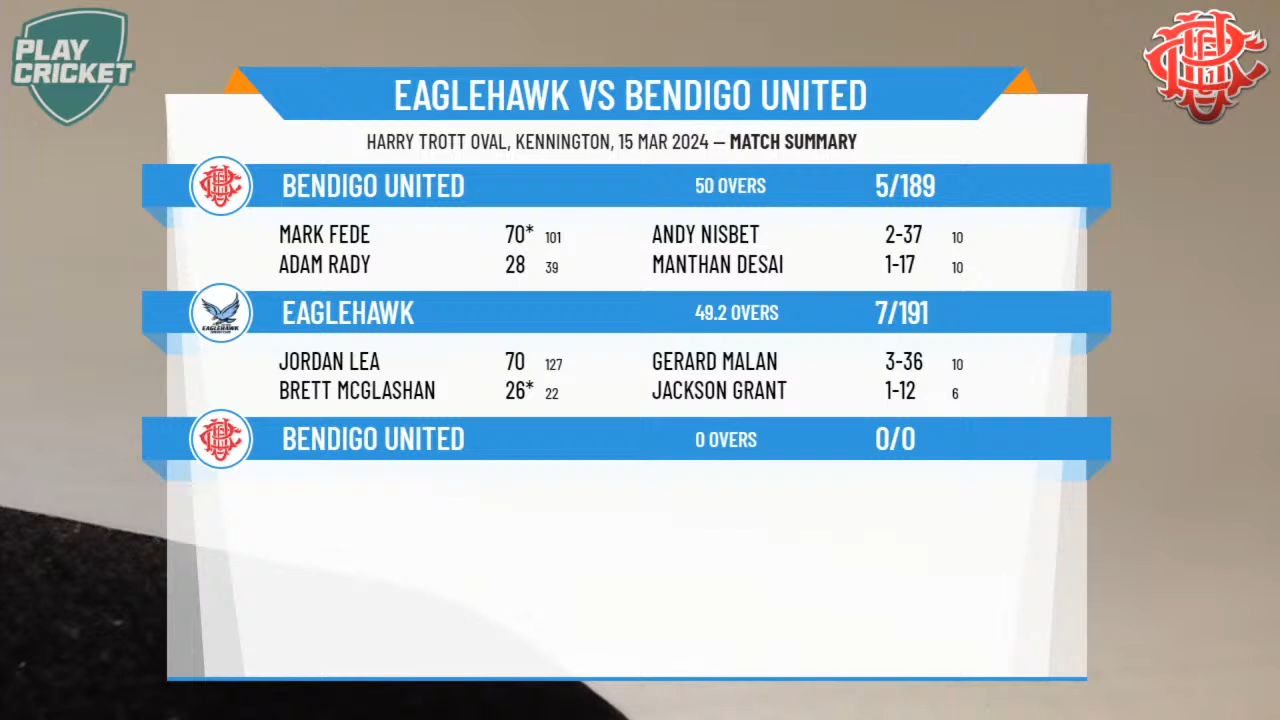 PLAY
CRICKET
EAGLEHAWK VS BENDIGO UNITED
HARRY TROTT OVAL, KENNINGTON, 15 MAR 2024 – MATCH SUMMARY
BENDIGO UNITED 50 OVERS 5/189
MARK FEDE 70* 101 ANDY NISBET 2-37 10
ADAM RADY 28 39 MANTHAN DESAI 1-17 10
EAGLEHAWK
EAGLEHAWK 49.2 OVERS 7/191
JORDAN LEA 70 127 GERARD MALAN 3-36 10
BRETT MCGLASHAN 26* 22 JACKSON GRANT 1-12 6
BENDIGO UNITED 0 OVERS 0/0